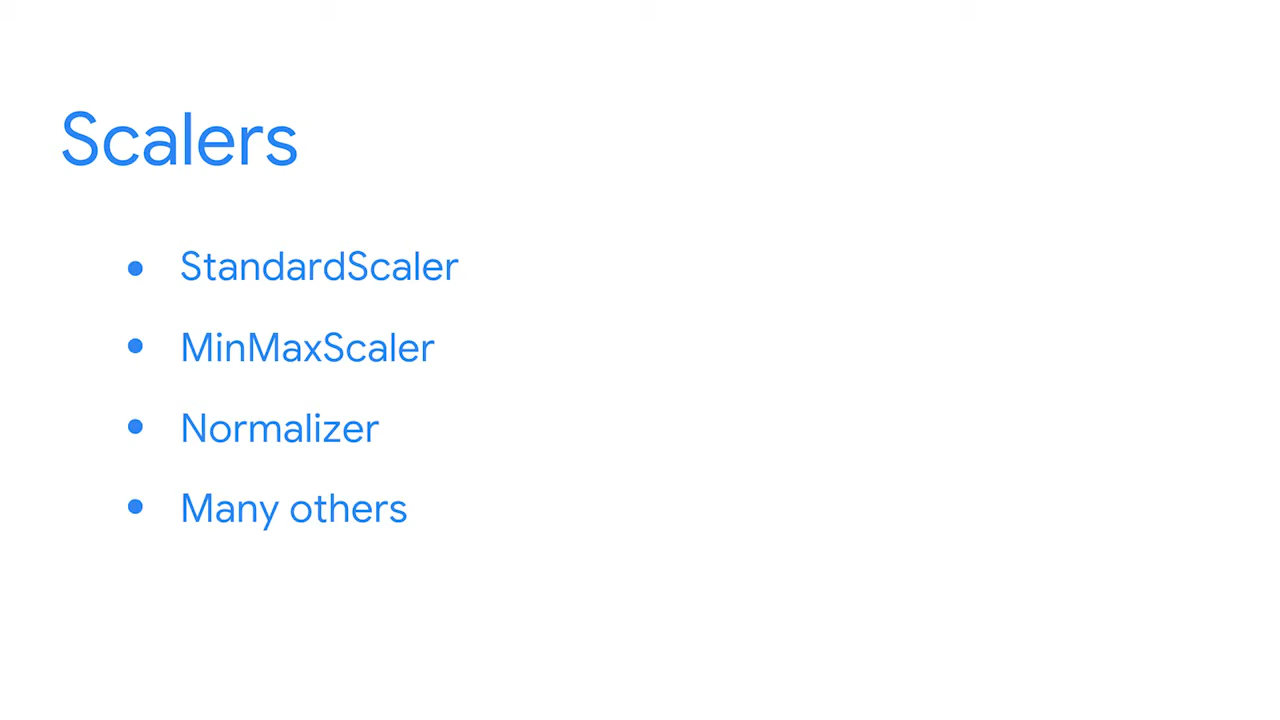 Scalers
• StandardScaler
• MinMaxScaler
• Normalizer
• Many others